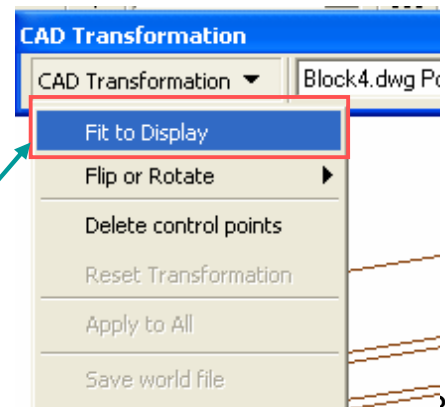 CAD Transformation
CAD Transformation Block4.dwg
Fit to Display
Flip or Rotate
Delete control points
Reset Transformation
Apply to All
Save world file